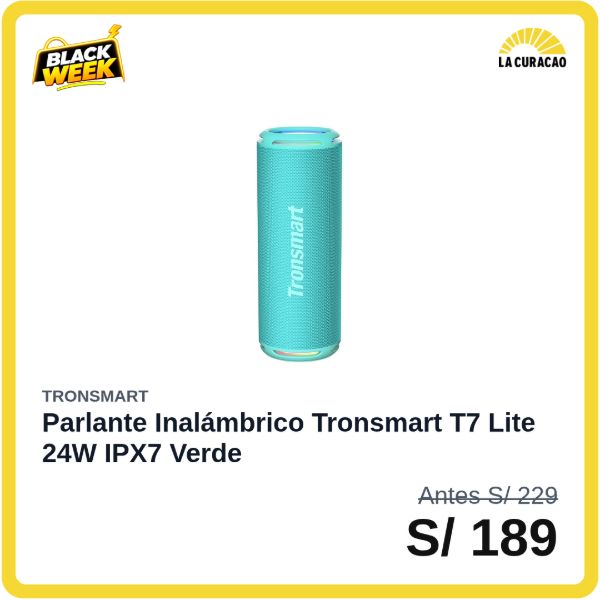 BLACK
WEEK
LA CURACAO
Tronsmart
TRONSMART
Parlante Inalámbrico Tronsmart T7 Lite
24W IPX7 Verde
Antes S/ 229
S/ 189